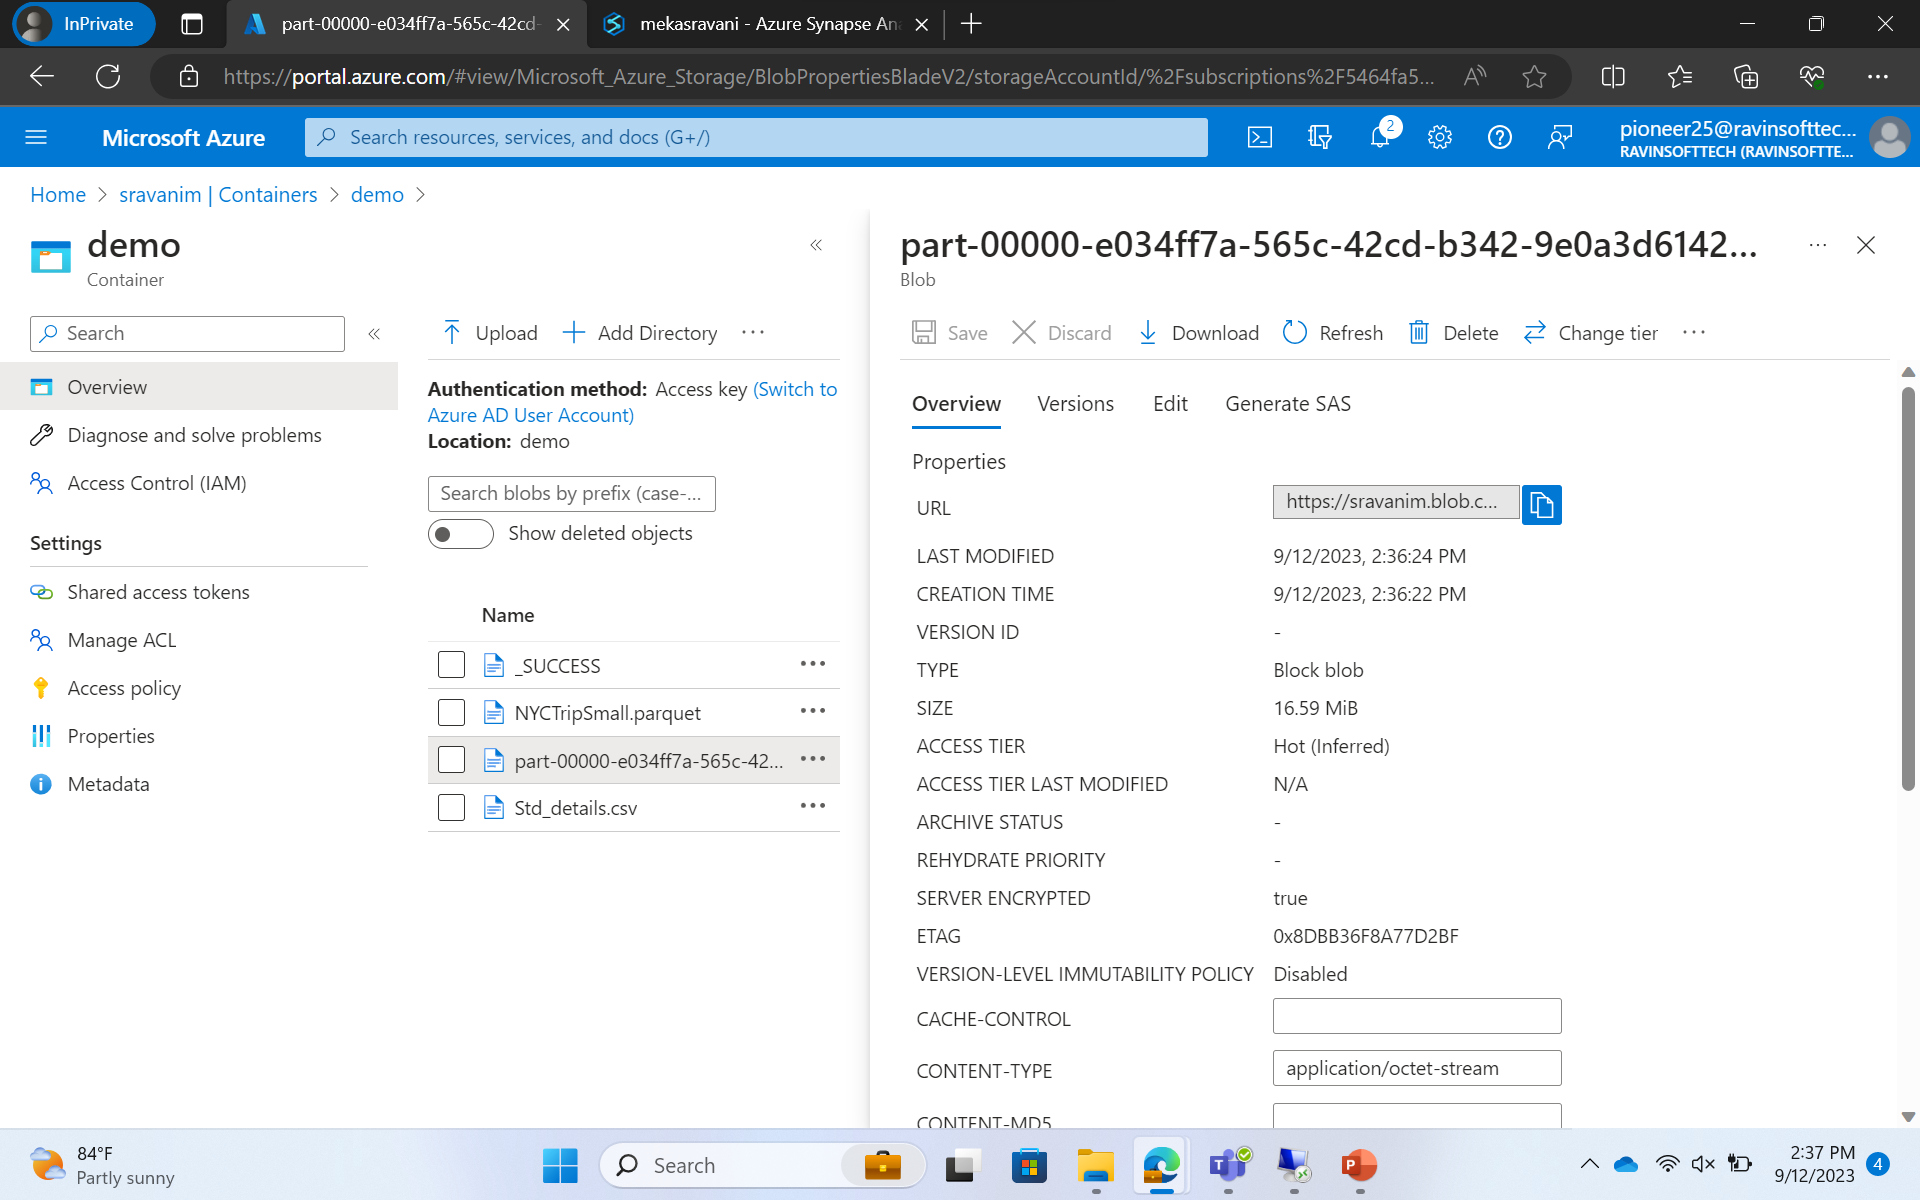 InPrivate
part-00000-e034ff7a-565c-42cd-
mekasravani - Azure Synapse An
https://portal.azure.com/#view/Microsoft_Azure_Storage/BlobPropertiesBladeV2/storageAccountId/%2Fsubscriptions%2F5464fa5...
Microsoft Azure
Search resources, services, and docs (G+/)
2
pioneer25@ravinsofttec...
RAVINSOFTTECH (RAVINSOFTTE...
Home > sravanim | Containers > demo >
demo
Container
Search
Overview
Diagnose and solve problems
Access Control (IAM)
Settings
Shared access tokens
Manage ACL
Access policy
Properties
Metadata
Upload
Add Directory
Authentication method: Access key (Switch to
Azure AD User Account)
Location: demo
Search blobs by prefix (case-...
Show deleted objects
Name
_SUCCESS
NYCTripSmall.parquet
part-00000-e034ff7a-565c-42...
Std_details.csv
part-00000-e034ff7a-565c-42cd-b342-9e0a3d6142...
Blob
Save
Discard
Download
Refresh
Delete
Change tier
Overview
Versions
Edit
Generate SAS
Properties
URL https://sravanim.blob.c...
LAST MODIFIED 9/12/2023, 2:36:24 PM
CREATION TIME 9/12/2023, 2:36:22 PM
VERSION ID -
TYPE Block blob
SIZE 16.59 MiB
ACCESS TIER Hot (Inferred)
ACCESS TIER LAST MODIFIED N/A
ARCHIVE STATUS -
REHYDRATE PRIORITY -
SERVER ENCRYPTED true
ETAG 0x8DBB36F8A77D2BF
VERSION-LEVEL IMMUTABILITY POLICY Disabled
CACHE-CONTROL
CONTENT-TYPE application/octet-stream
CONTENT-MD5
84°F
Partly sunny
Search
2:37 PM
9/12/2023
4